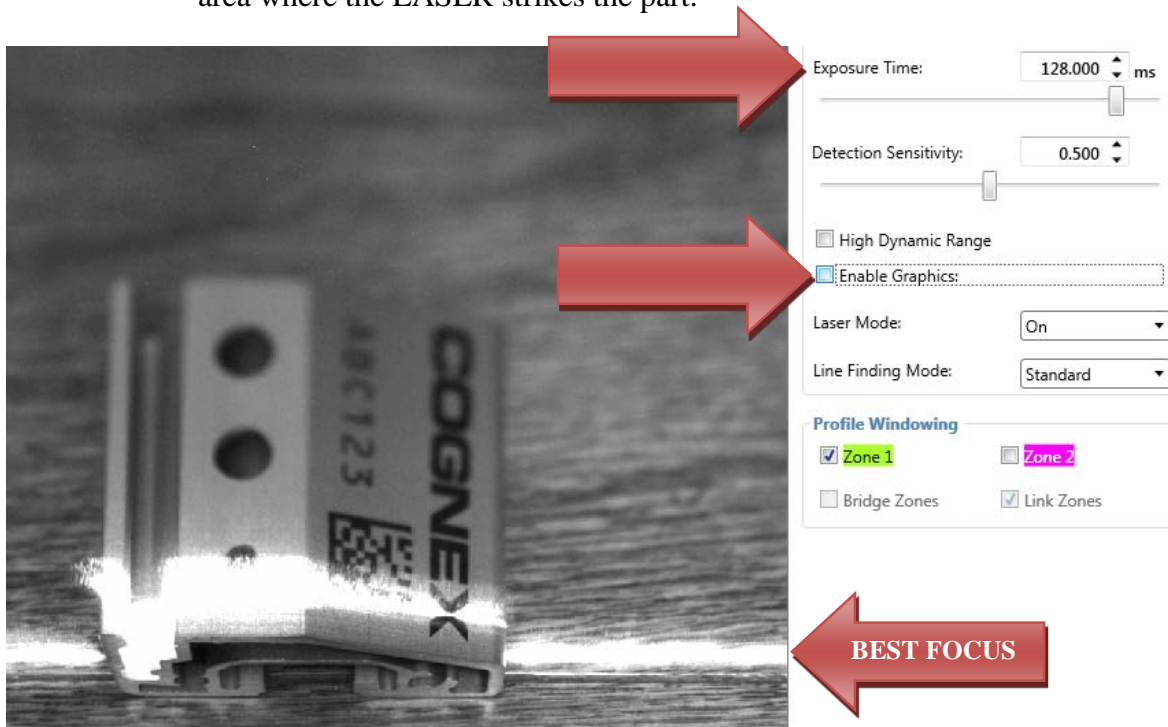 area where the LASER strikes the part.
Exposure Time: 128.000 ms
Detection Sensitivity: 0.500
High Dynamic Range
Enable Graphics:
Laser Mode: On
Line Finding Mode: Standard
Profile Windowing
Zone 1 Zone 2
Bridge Zones Link Zones
ABC123
COGNEX
BEST FOCUS